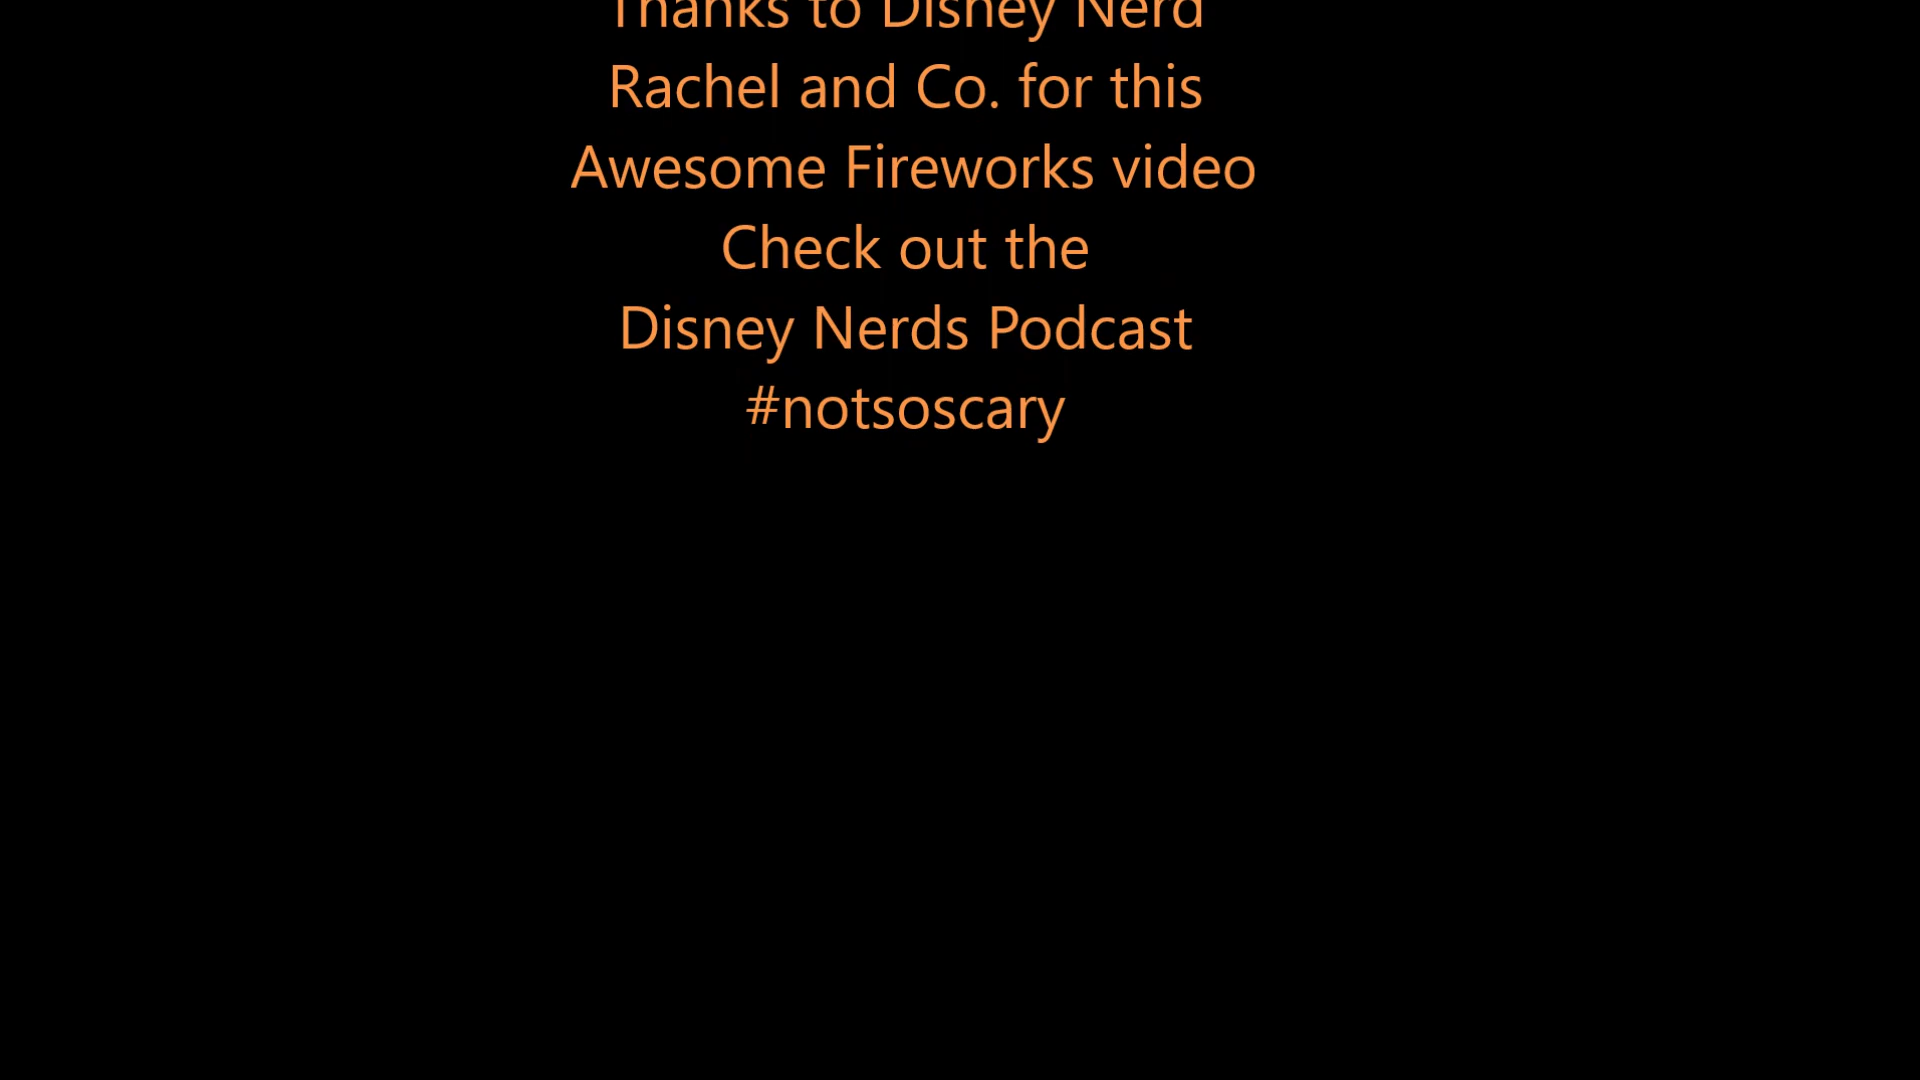 Thanks to Disney Nerd
Rachel and Co. for this
Awesome Fireworks video
Check out the
Disney Nerds Podcast
#notsoscary